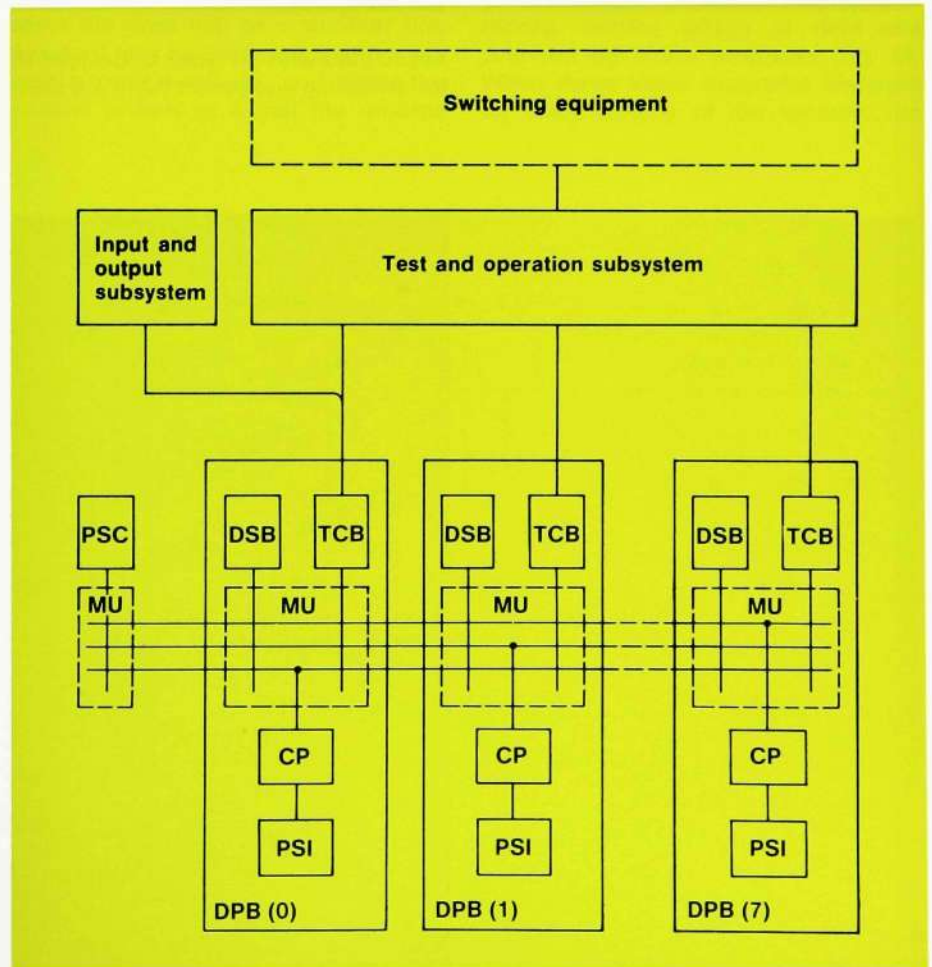 Switching equipment
Input and
output
subsystem
Test and operation subsystem
PSC
DSB
TCB
DSB
TCB
DSB
TCB
MU
MU
MU
MU
CP
CP
CP
PSI
PSI
PSI
DPB (0)
DPB (1)
DPB (7)